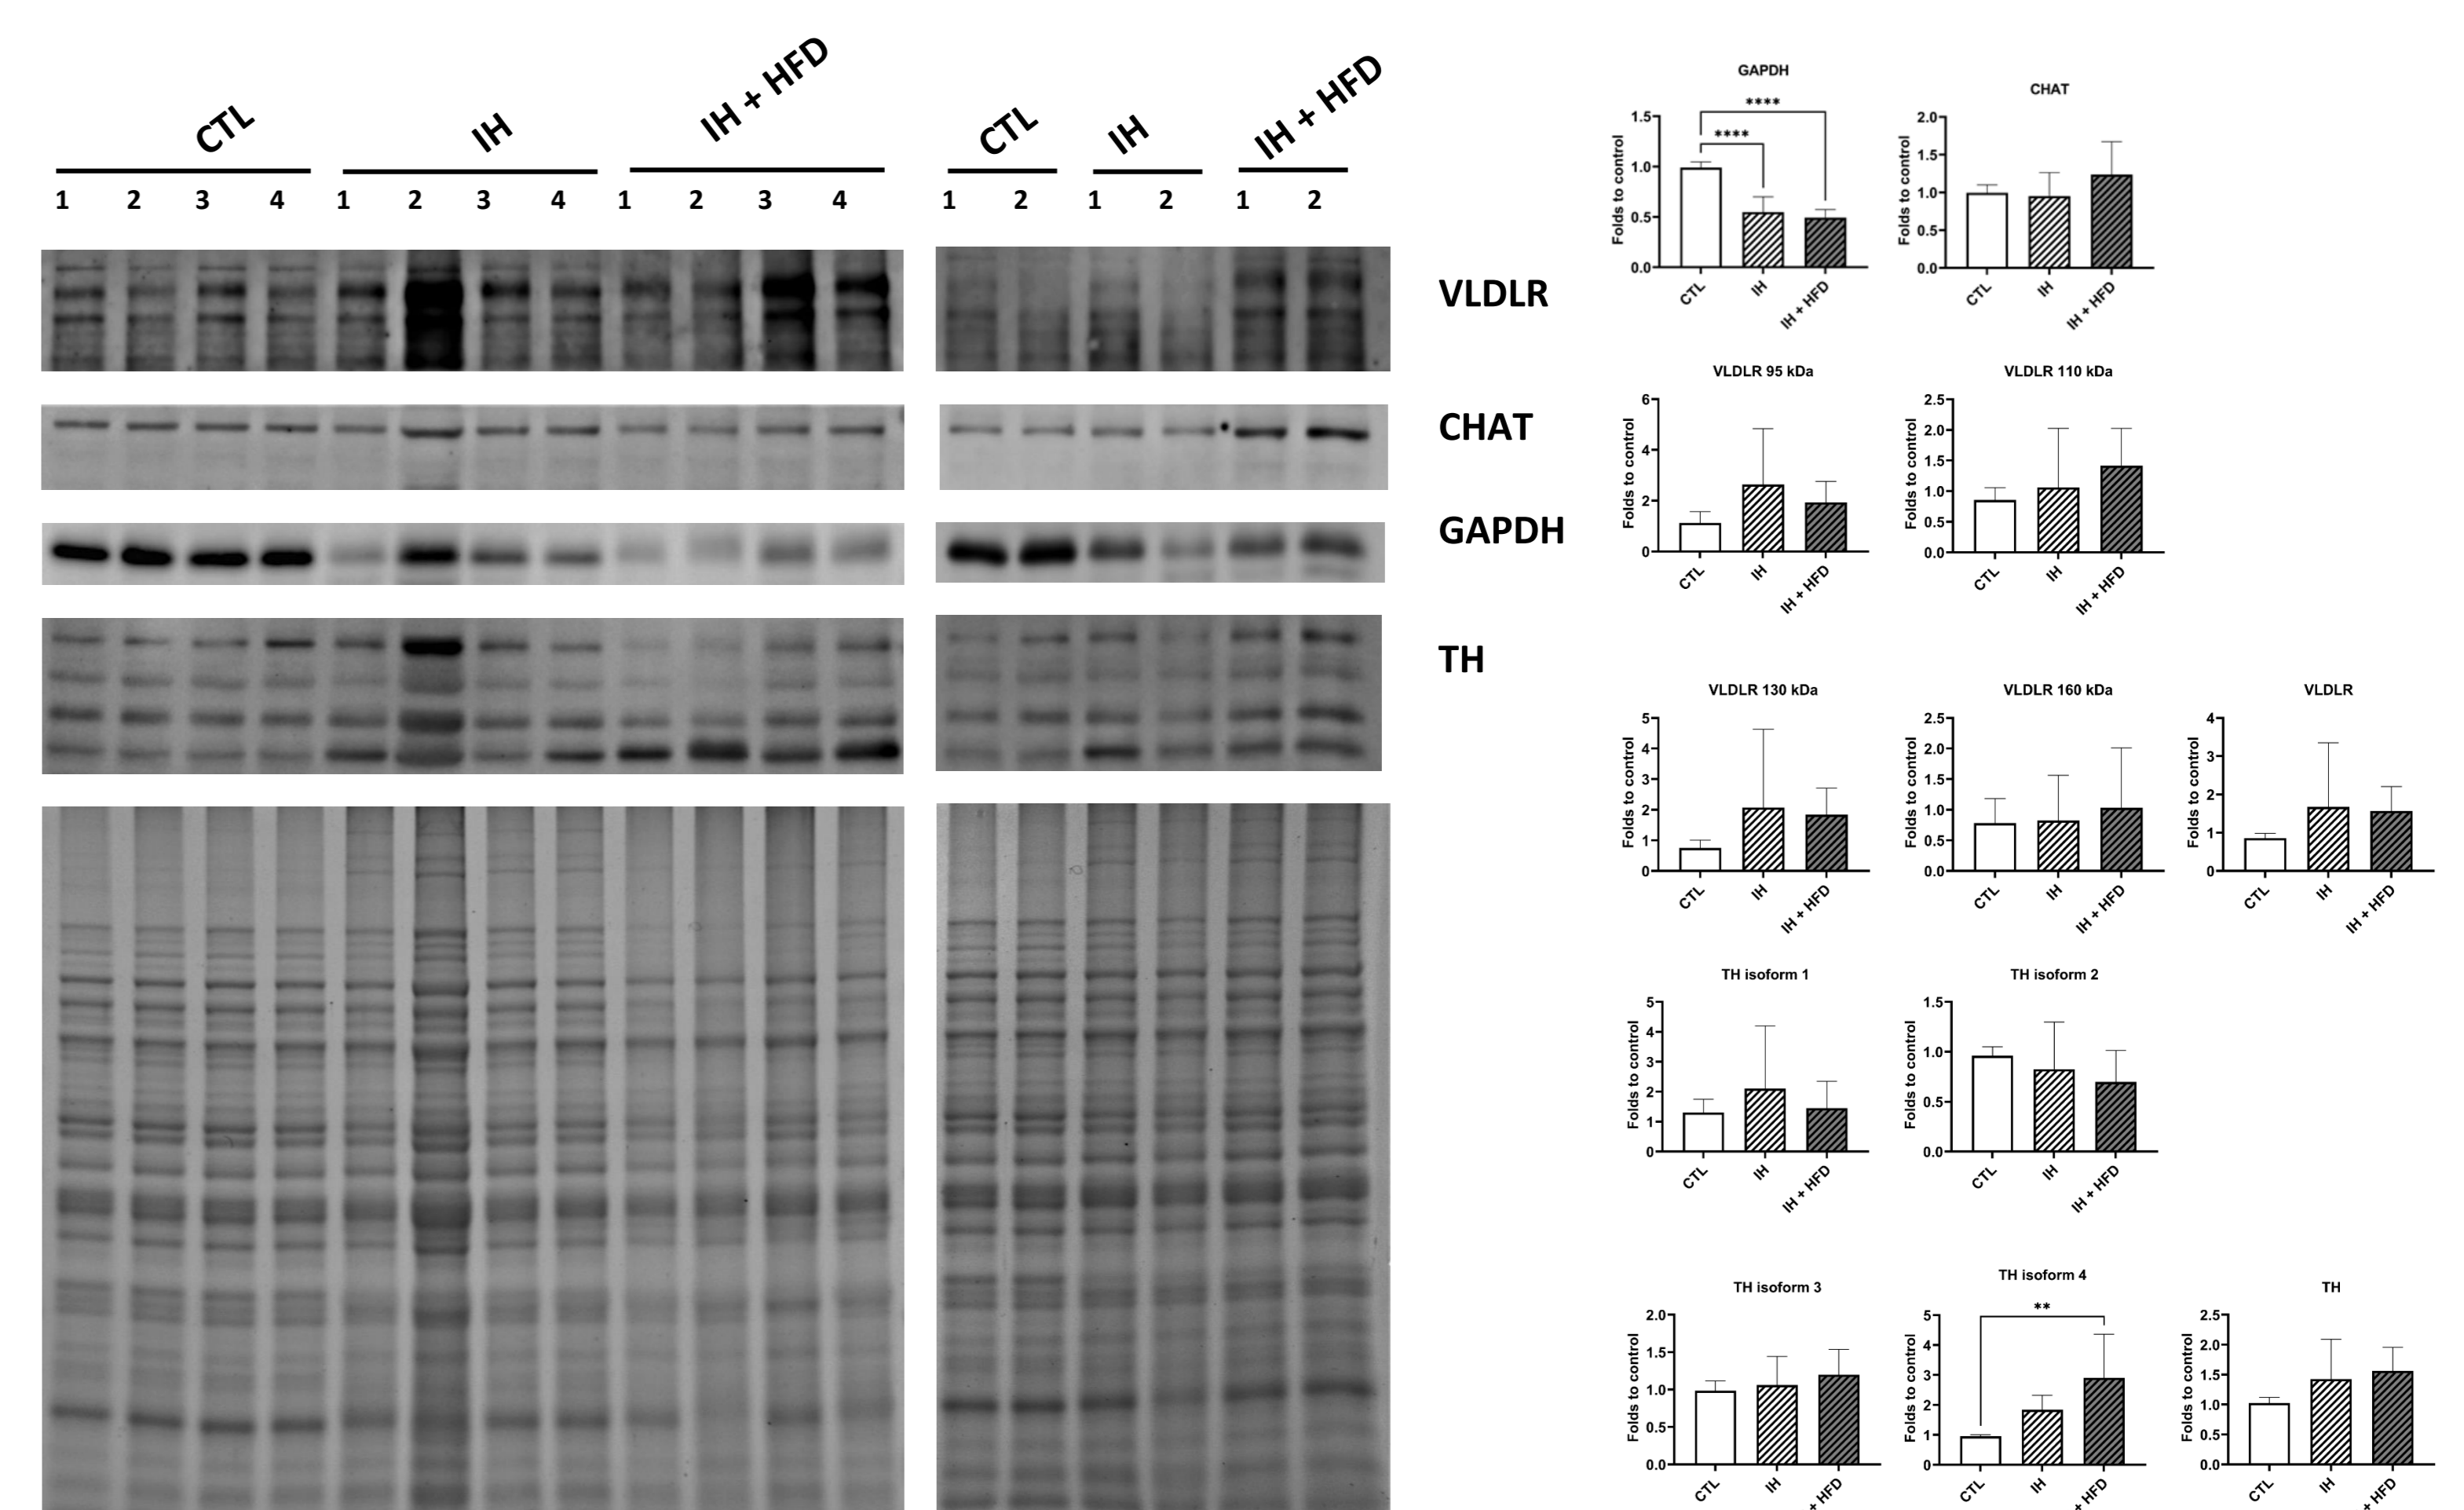 CTL IH IH + HFD CTL IH IH + HFD
1 2 3 4 1 2 3 4 1 2 3 4 1 2 1 2 1 2
VLDLR
CHAT
GAPDH
TH
GAPDH
Folds to control
1.5
1.0
0.5
0.0
****
****
CTL
IH
IH + HFD
CHAT
Folds to control
2.0
1.5
1.0
0.5
0.0
CTL
IH
IH + HFD
VLDLR 95 kDa
Folds to control
6
4
2
0
CTL
IH
IH + HFD
VLDLR 110 kDa
Folds to control
2.5
2.0
1.5
1.0
0.5
0.0
CTL
IH
IH + HFD
VLDLR 130 kDa
Folds to control
5
4
3
2
1
0
CTL
IH
IH + HFD
VLDLR 160 kDa
Folds to control
2.5
2.0
1.5
1.0
0.5
0.0
CTL
IH
IH + HFD
VLDLR
Folds to control
4
3
2
1
0
CTL
IH
IH + HFD
TH isoform 1
Folds to control
5
4
3
2
1
0
CTL
IH
IH + HFD
TH isoform 2
Folds to control
1.5
1.0
0.5
0.0
CTL
IH
IH + HFD
TH isoform 3
Folds to control
2.0
1.5
1.0
0.5
0.0
CTL
IH
+ HFD
TH isoform 4
Folds to control
5
4
3
2
1
0
**
CTL
IH
+ HFD
TH
Folds to control
2.5
2.0
1.5
1.0
0.5
0.0
CTL
IH
+ HFD